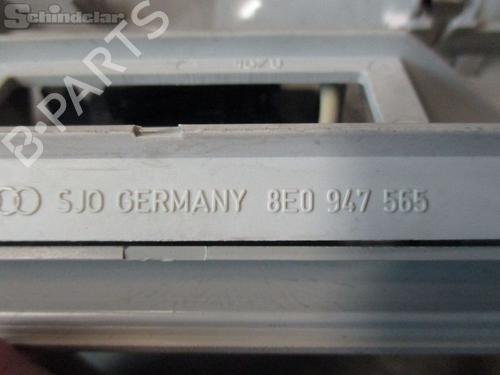 Schindelar
B-PARTS
SJO GERMANY 8E0 947 565